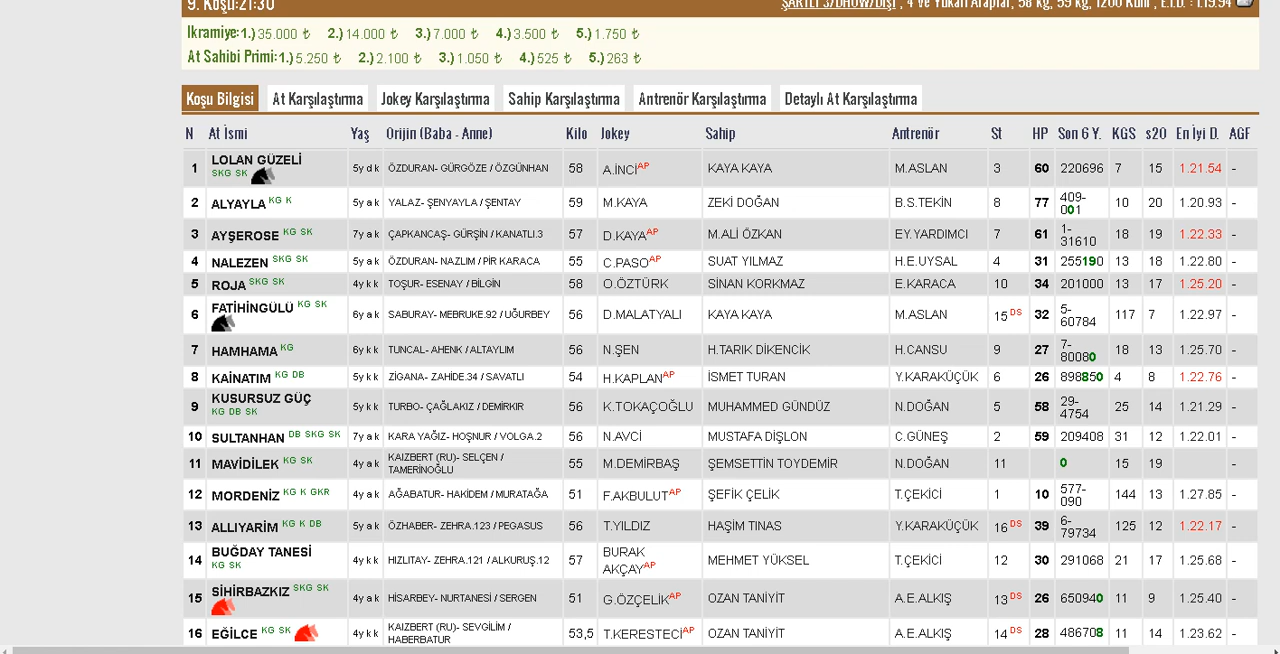 9. Koşu:21:30 ŞARTLI 3/DHÖW/DİŞİ , 4 ve Yukarı Araplar, 58 kg, 59 kg, 1200 Kum , E.İ.D. : 1.19.94
İkramiye:1.) 35.000 ₺ 2.) 14.000 ₺ 3.) 7.000 ₺ 4.) 3.500 ₺ 5.) 1.750 ₺
At Sahibi Primi:1.) 5.250 ₺ 2.) 2.100 ₺ 3.) 1.050 ₺ 4.) 525 ₺ 5.) 263 ₺
Koşu Bilgisi At Karşılaştırma Jokey Karşılaştırma Sahip Karşılaştırma Antrenör Karşılaştırma Detaylı At Karşılaştırma
N At İsmi Yaş Orijin (Baba - Anne) Kilo Jokey Sahip Antrenör St HP Son 6 Y. KGS s20 En İyi D. AGF
1 LOLAN GÜZELİ SKG SK 5y d k ÖZDURAN- GÜRGÖZE / ÖZGÜNHAN 58 A.İNCİ AP KAYA KAYA M.ASLAN 3 60 220696 7 15 1.21.54 -
2 ALYAYLA KG K 5y a k YALAZ- ŞENYAYLA / ŞENTAY 59 M.KAYA ZEKİ DOĞAN B.S.TEKİN 8 77 409-001 10 20 1.20.93 -
3 AYŞEROSE KG SK 7y a k ÇAPKANCAŞ- GÜRŞİN / KANATLI.3 57 D.KAYA AP M.ALİ ÖZKAN EY.YARDIMCI 7 61 1-31610 18 19 1.22.33 -
4 NALEZEN SKG SK 5y a k ÖZDURAN- NAZLIM / PİR KARACA 55 C.PASO AP SUAT YILMAZ H.E.UYSAL 4 31 255190 13 18 1.22.80 -
5 ROJA SKG SK 4y k k TOŞUR- ESENAY / BİLGİN 58 O.ÖZTÜRK SİNAN KORKMAZ E.KARACA 10 34 201000 13 17 1.25.20 -
6 FATİHİNGÜLÜ KG SK 6y a k SABURAY- MEBRUKE.92 / UĞURBEY 56 D.MALATYALI KAYA KAYA M.ASLAN 15 DS 32 5-60784 117 7 1.22.97 -
7 HAMHAMA KG 6y k k TUNCAL- AHENK / ALTAYLIM 56 N.ŞEN H.TARIK DİKENCİK H.CANSU 9 27 7-80080 18 13 1.25.70 -
8 KAİNATIM KG DB 5y k k ZİGANA- ZAHİDE.34 / SAVATLI 54 H.KAPLAN AP İSMET TURAN Y.KARAKÜÇÜK 6 26 898850 4 8 1.22.76 -
9 KUSURSUZ GÜÇ KG DB SK 5y k k TURBO- ÇAĞLAKIZ / DEMİRKIR 56 K.TOKAÇOĞLU MUHAMMED GÜNDÜZ N.DOĞAN 5 58 29-4754 25 14 1.21.29 -
10 SULTANHAN DB SKG SK 7y a k KARA YAĞIZ- HOŞNUR / VOLGA.2 56 N.AVCİ MUSTAFA DİŞLON C.GÜNEŞ 2 59 209408 31 12 1.22.01 -
11 MAVİDİLEK KG SK 4y a k KAIZBERT (RU)- SELÇEN / TAMERİNOĞLU 55 M.DEMİRBAŞ ŞEMSETTİN TOYDEMİR N.DOĞAN 11 0 15 19 -
12 MORDENİZ KG K GKR 4y a k AĞABATUR- HAKİDEM / MURATAĞA 51 F.AKBULUT AP ŞEFİK ÇELİK T.ÇEKİCİ 1 10 577-090 144 13 1.27.85 -
13 ALLIYARİM KG K DB 5y a k ÖZHABER- ZEHRA.123 / PEGASUS 56 T.YILDIZ HAŞİM TINAS Y.KARAKÜÇÜK 16 DS 39 6-79734 125 12 1.22.17 -
14 BUĞDAY TANESİ KG SK 4y k k HIZLITAY- ZEHRA.121 / ALKURUŞ.12 57 BURAK AKÇAY AP MEHMET YÜKSEL T.ÇEKİCİ 12 30 291068 21 17 1.25.68 -
15 SİHİRBAZKIZ SKG SK 4y a k HİSARBEY- NURTANESİ / SERGEN 51 G.ÖZÇELİK AP OZAN TANİYİT A.E.ALKIŞ 13 DS 26 650940 11 9 1.25.40 -
16 EĞİLCE KG SK 4y k k KAIZBERT (RU)- SEVGİLİM / HABERBATUR 53,5 T.KERESTECİ AP OZAN TANİYİT A.E.ALKIŞ 14 DS 28 486708 11 14 1.23.62 -